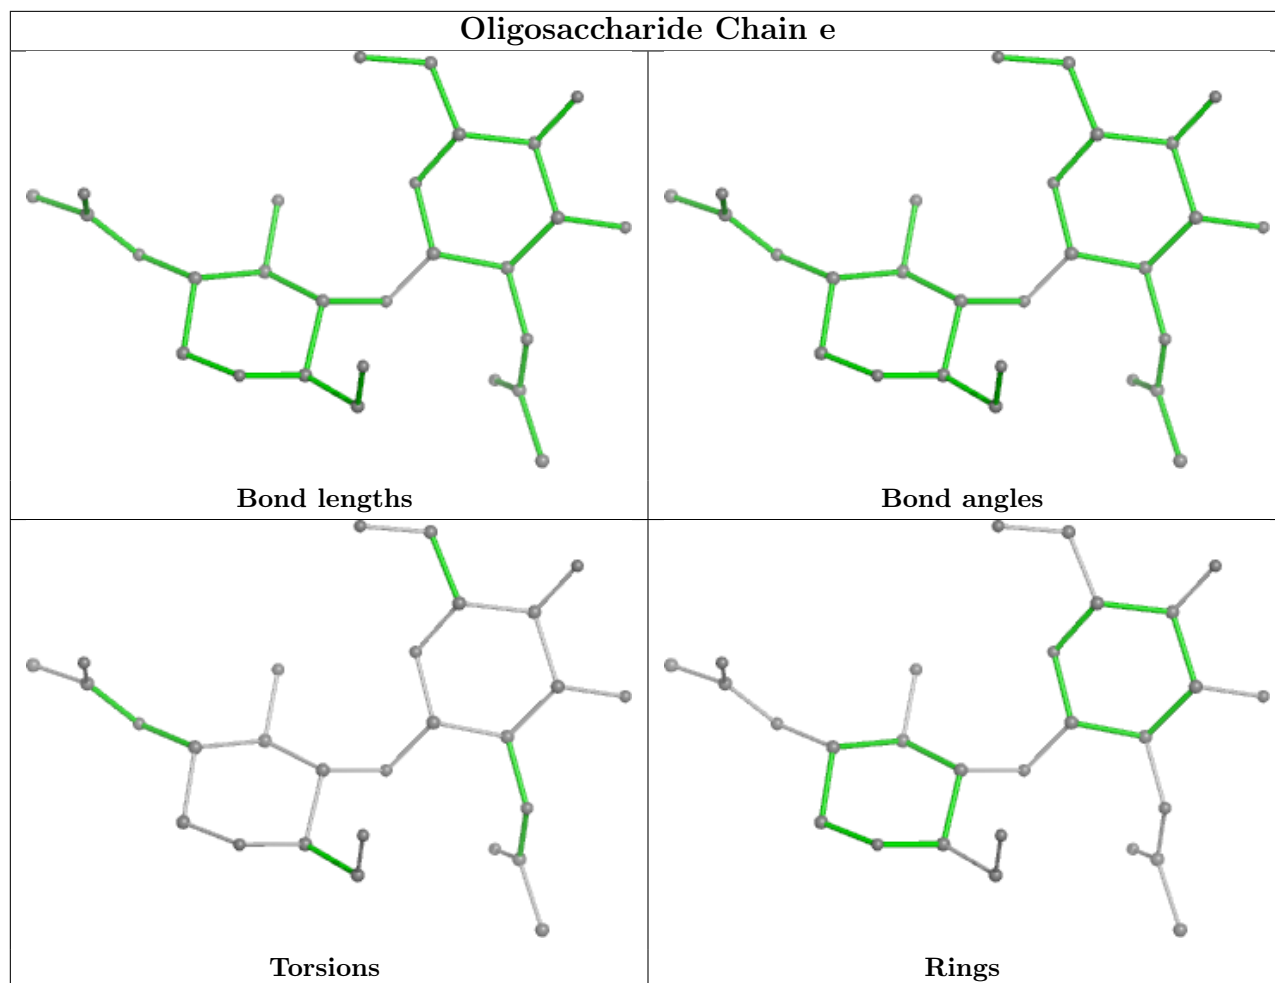 Oligosaccharide Chain e
Bond lengths
Bond angles
Torsions
Rings